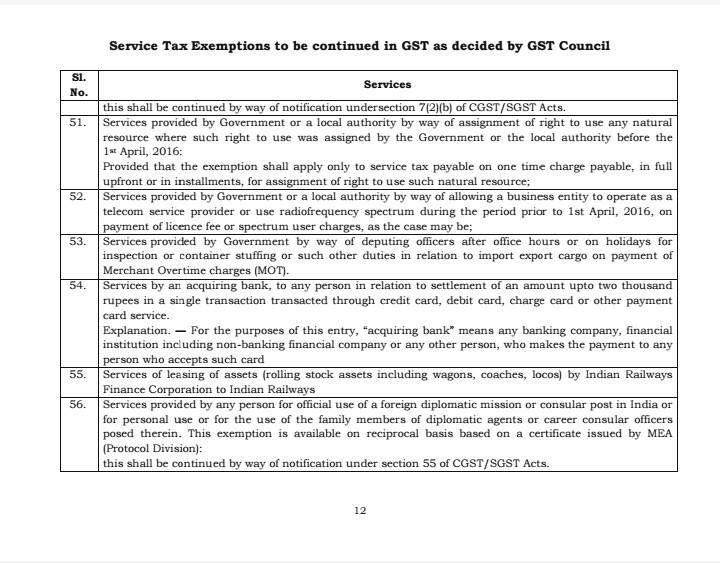 Service Tax Exemptions to be continued in GST as decided by GST Council
Sl.
No.
Services
this shall be continued by way of notification undersection 7(2)(b) of CGST/SGST Acts.
51.
Services provided by Government or a local authority by way of assignment of right to use any natural
resource where such right to use was assigned by the Government or the local authority before the
1st April, 2016:
Provided that the exemption shall apply only to service tax payable on one time charge payable, in full
upfront or in installments, for assignment of right to use such natural resource;
52.
Services provided by Government or a local authority by way of allowing a business entity to operate as a
telecom service provider or use radiofrequency spectrum during the period prior to 1st April, 2016, on
payment of licence fee or spectrum user charges, as the case may be;
53.
Services provided by Government by way of deputing officers after office hours or on holidays for
inspection or container stuffing or such other duties in relation to import export cargo on payment of
Merchant Overtime charges (MOT).
54.
Services by an acquiring bank, to any person in relation to settlement of an amount upto two thousand
rupees in a single transaction transacted through credit card, debit card, charge card or other payment
card service.
Explanation. — For the purposes of this entry, “acquiring bank” means any banking company, financial
institution including non-banking financial company or any other person, who makes the payment to any
person who accepts such card
55.
Services of leasing of assets (rolling stock assets including wagons, coaches, locos) by Indian Railways
Finance Corporation to Indian Railways
56.
Services provided by any person for official use of a foreign diplomatic mission or consular post in India or
for personal use or for the use of the family members of diplomatic agents or career consular officers
posed therein. This exemption is available on reciprocal basis based on a certificate issued by MEA
(Protocol Division):
this shall be continued by way of notification under section 55 of CGST/SGST Acts.
12